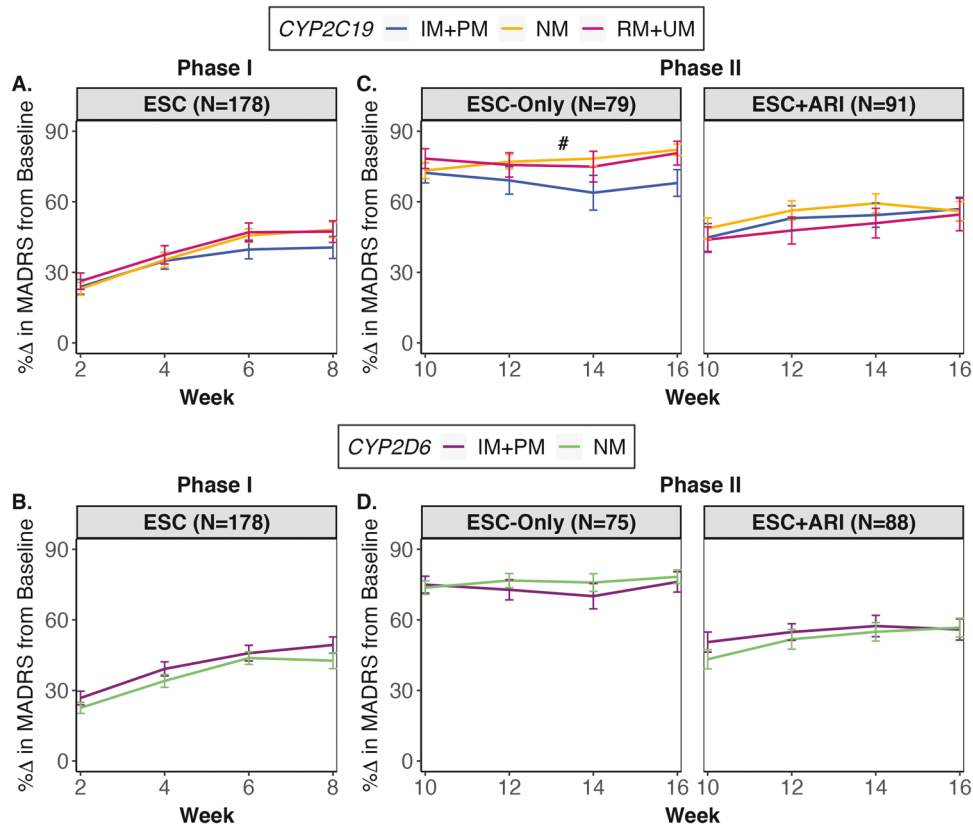 CYP2C19 IM+PM NM RM+UM
Phase I
Phase II
A.
ESC (N=178)
C.
ESC-Only (N=79)
ESC+ARI (N=91)
%Δ in MADRS from Baseline
90
60
30
0
2 4 6 8
Week
%Δ in MADRS from Baseline
90
60
30
0
#
10 12 14 16
10 12 14 16
Week
CYP2D6 IM+PM NM
Phase I
Phase II
B.
ESC (N=178)
D.
ESC-Only (N=75)
ESC+ARI (N=88)
%Δ in MADRS from Baseline
90
60
30
0
2 4 6 8
Week
%Δ in MADRS from Baseline
90
60
30
0
10 12 14 16
10 12 14 16
Week